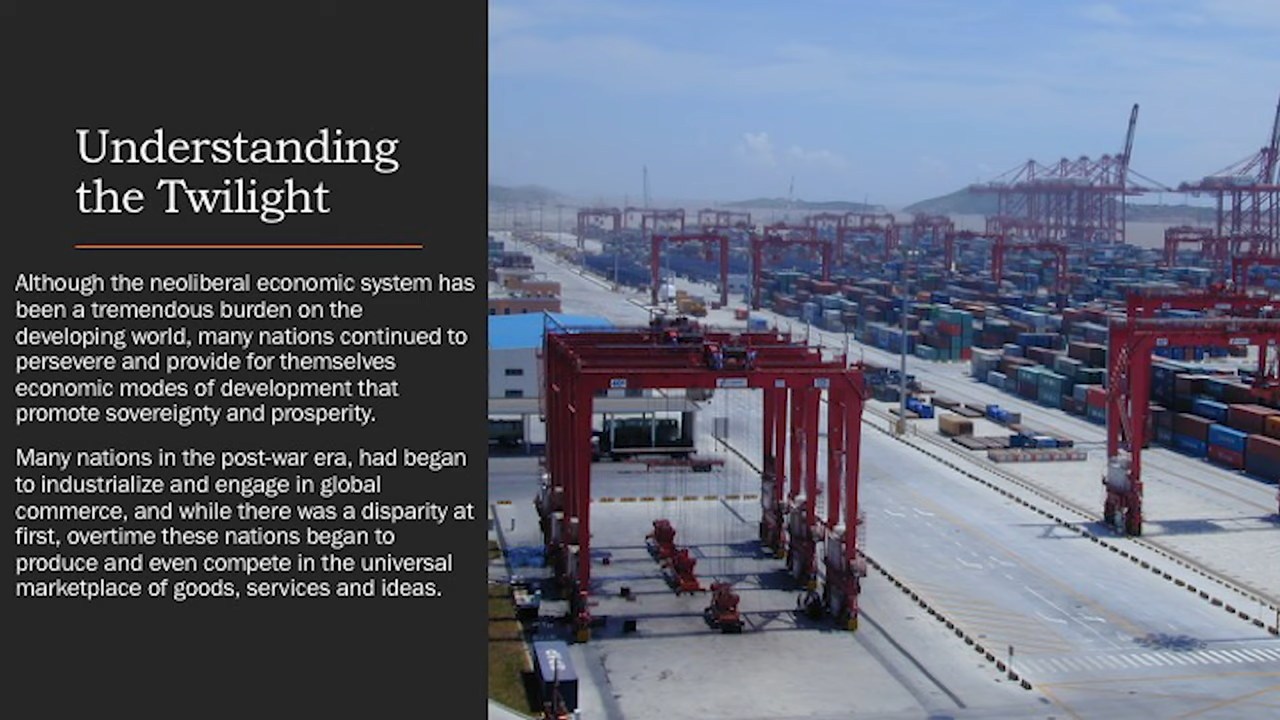 Understanding
the Twilight
Although the neoliberal economic system has
been a tremendous burden on the
developing world, many nations continued to
persevere and provide for themselves
economic modes of development that
promote sovereignty and prosperity.
Many nations in the post-war era, had began
to industrialize and engage in global
commerce, and while there was a disparity at
first, overtime these nations began to
produce and even compete in the universal
marketplace of goods, services and ideas.